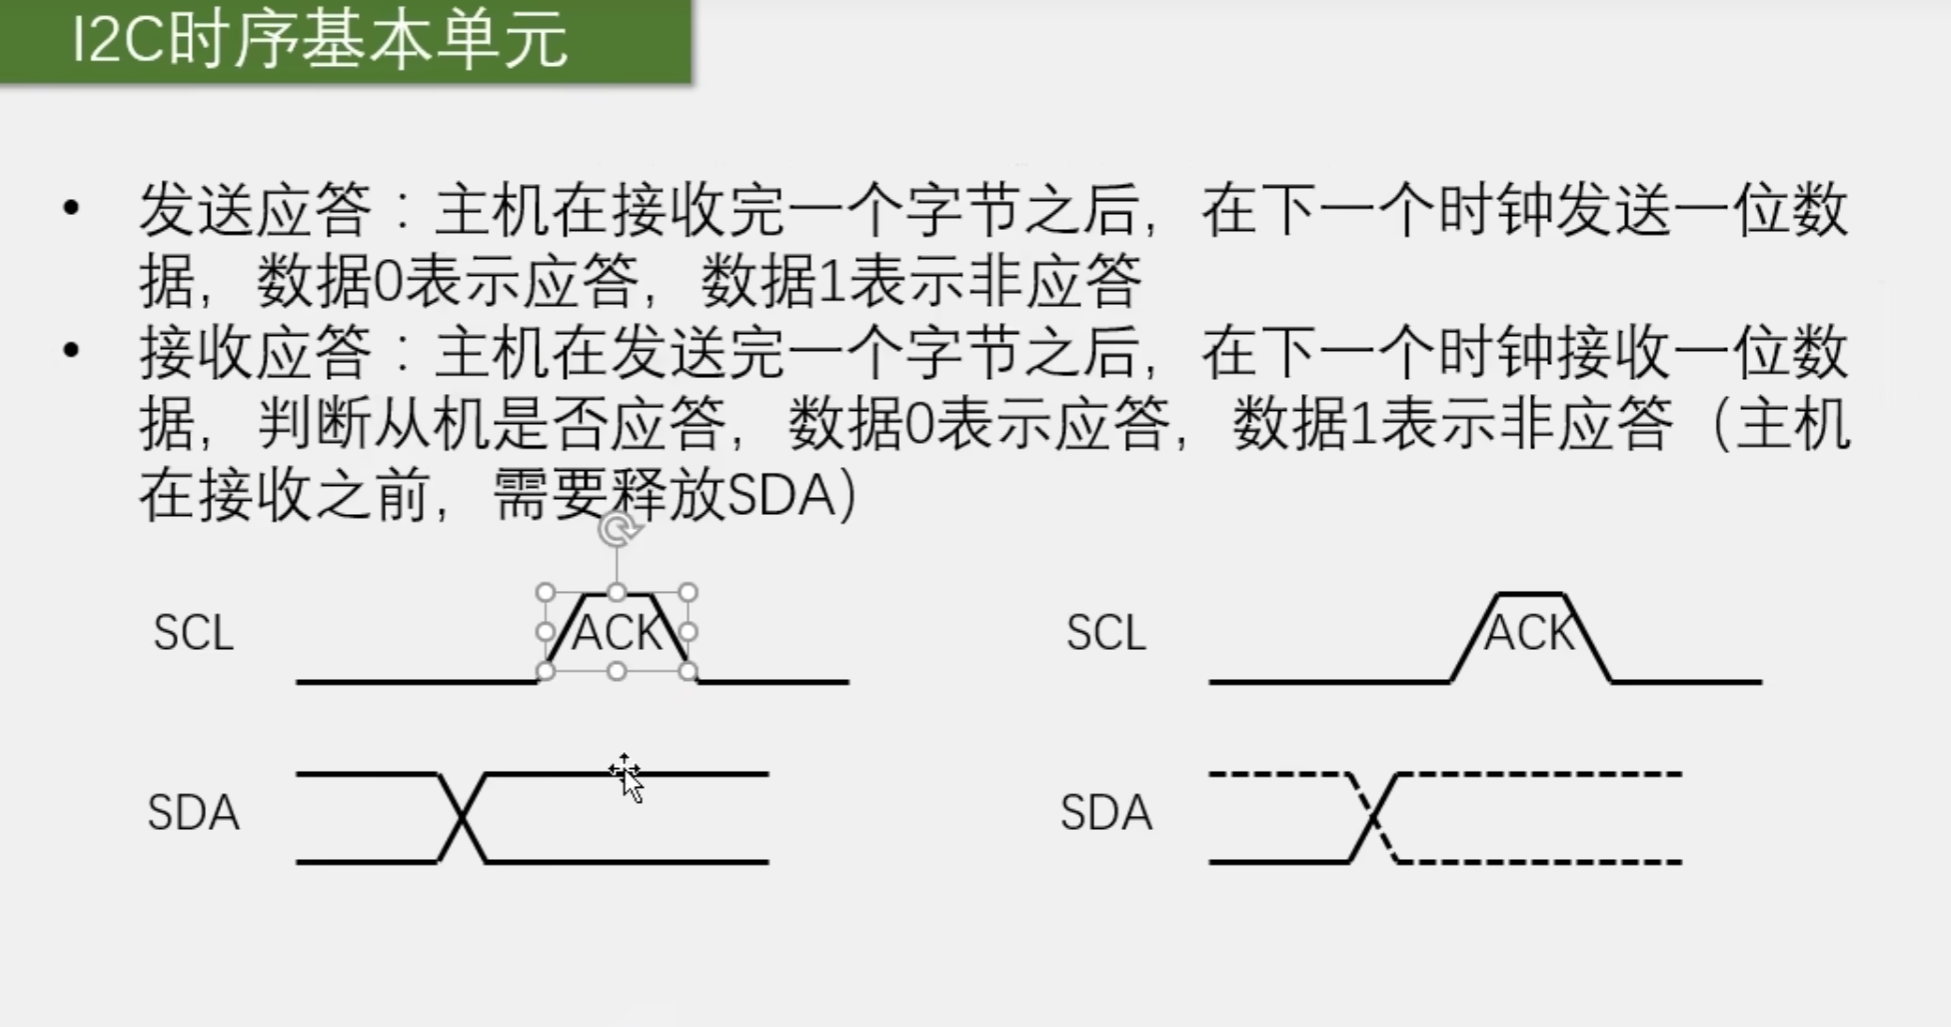 I2C时序基本单元
• 发送应答：主机在接收完一个字节之后，在下一个时钟发送一位数
据，数据0表示应答，数据1表示非应答
• 接收应答：主机在发送完一个字节之后，在下一个时钟接收一位数
据，判断从机是否应答，数据0表示应答，数据1表示非应答（主机
在接收之前，需要释放SDA）
SCL
ACK
SCL
ACK
SDA
SDA